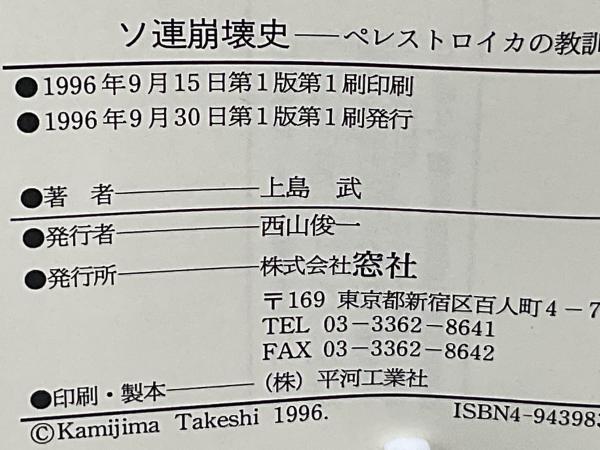 ソ連崩壊史──ペレストロイカの教訓
●1996年9月15日第1版第1刷印刷
●1996年9月30日第1版第1刷発行
●著　者────上島　武
●発行者────西山俊一
●発行所────株式会社窓社
〒169 東京都新宿区百人町4－7
TEL 03－3362－8641
FAX 03－3362－8642
●印刷・製本────（株）平河工業社
©Kamijima Takeshi 1996. ISBN4-943983